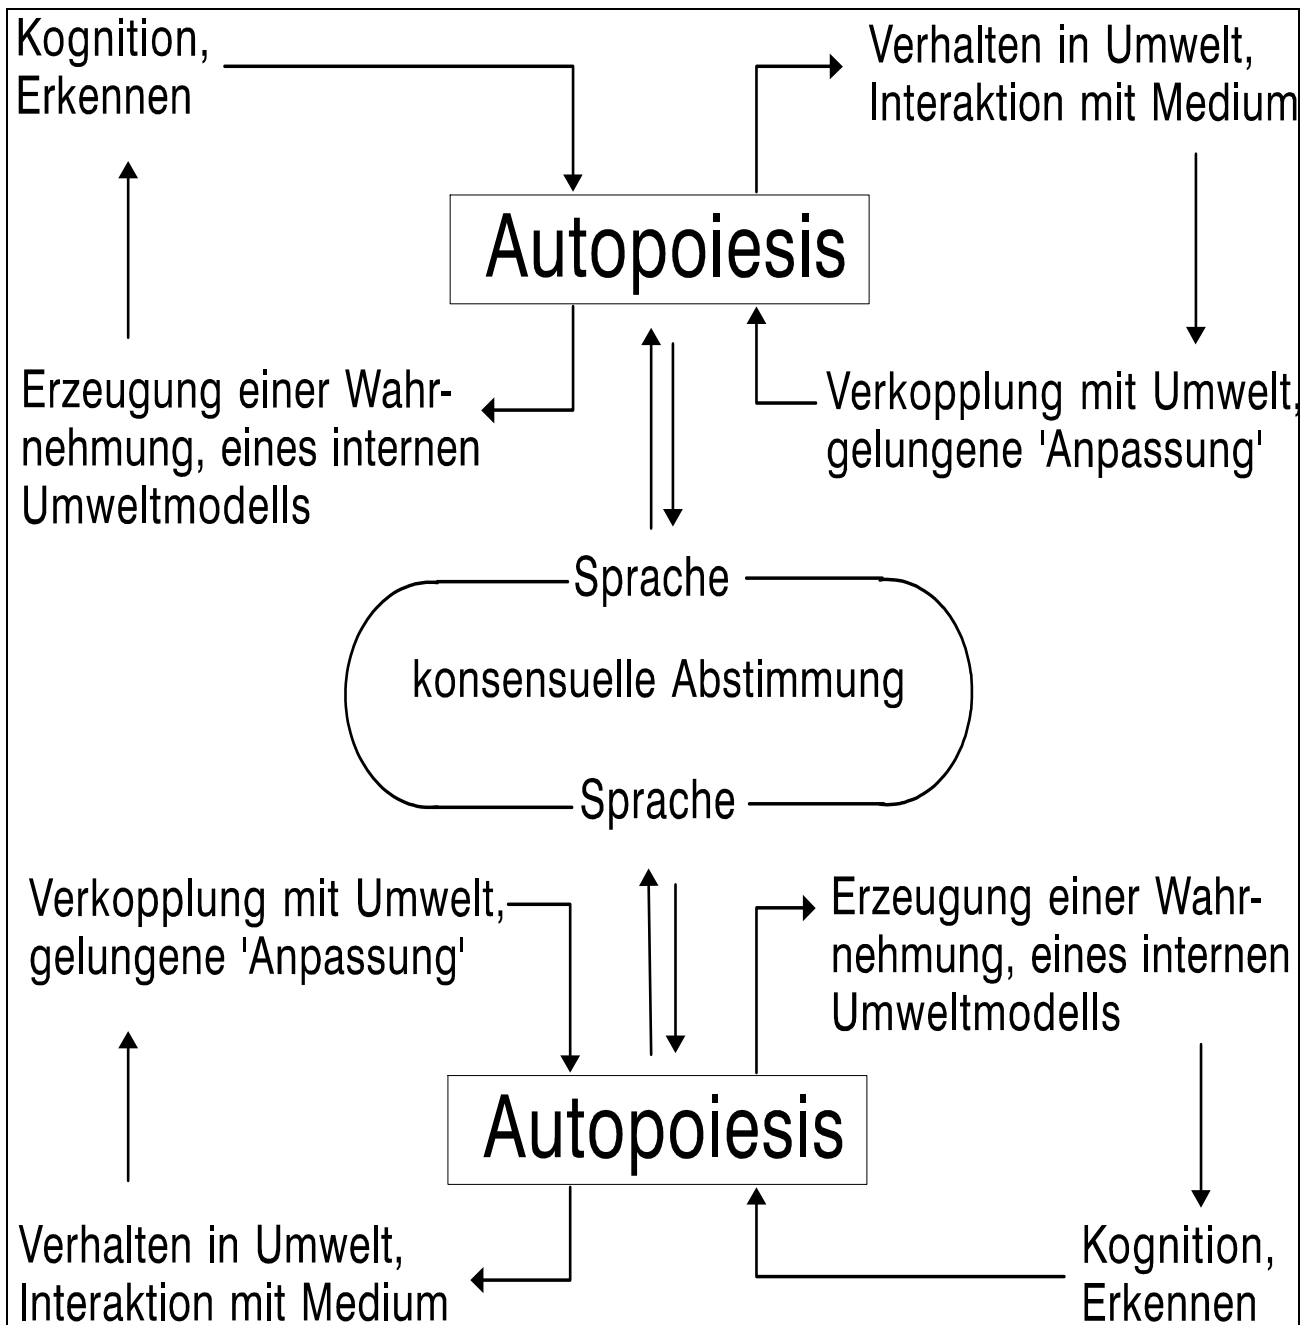 Kognition,
Erkennen
Verhalten in Umwelt,
Interaktion mit Medium
Autopoiesis
Erzeugung einer Wahr-
nehmung, eines internen
Umweltmodells
Verkopplung mit Umwelt,
gelungene 'Anpassung'
Sprache
konsensuelle Abstimmung
Sprache
Verkopplung mit Umwelt,
gelungene 'Anpassung'
Erzeugung einer Wahr-
nehmung, eines internen
Umweltmodells
Autopoiesis
Verhalten in Umwelt,
Interaktion mit Medium
Kognition,
Erkennen